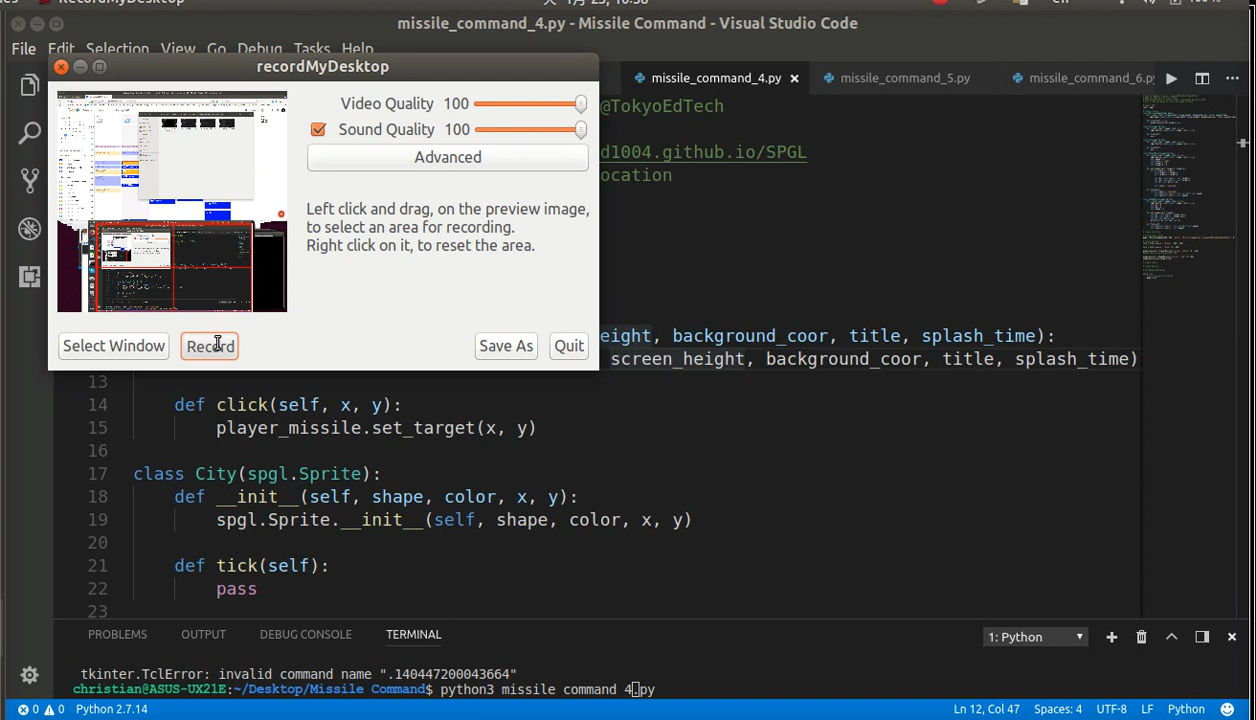 RecordMyDesktop
en
100%
missile_command_4.py - Missile Command - Visual Studio Code
File Edit Selection View Go Debug Tasks Help
recordMyDesktop
missile_command_4.py
missile_command_5.py
missile_command_6.py
@TokyoEdTech
Video Quality 100
Sound Quality 100
Advanced
d1004.github.io/SPGL
ocation
Left click and drag, on the preview image,
to select an area for recording.
Right click on it, to reset the area.
Select Window
Record
Save As
Quit
eight, background_coor, title, splash_time):
screen_height, background_coor, title, splash_time)
13
14 def click(self, x, y):
15 player_missile.set_target(x, y)
16
17 class City(spgl.Sprite):
18 def __init__(self, shape, color, x, y):
19 spgl.Sprite.__init__(self, shape, color, x, y)
20
21 def tick(self):
22 pass
23
PROBLEMS OUTPUT DEBUG CONSOLE TERMINAL
1: Python
tkinter.TclError: invalid command name ".140447200043664"
christian@ASUS-UX21E:~/Desktop/Missile Command$ python3 missile command 4.py
0 0 Python 2.7.14
Ln 12, Col 47 Spaces: 4 UTF-8 LF Python